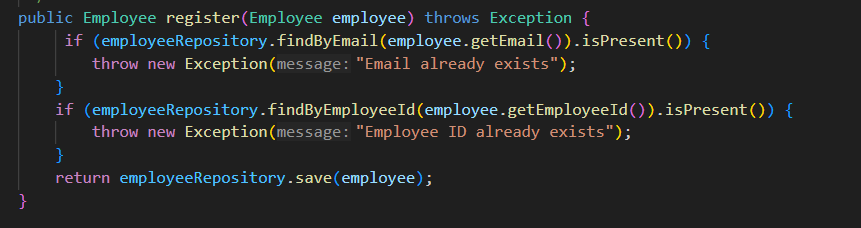 public Employee register(Employee employee) throws Exception {
if (employeeRepository.findByEmail(employee.getEmail()).isPresent()) {
throw new Exception(message: "Email already exists");
}
if (employeeRepository.findByEmployeeId(employee.getEmployeeId()).isPresent()) {
throw new Exception(message: "Employee ID already exists");
}
return employeeRepository.save(employee);
}